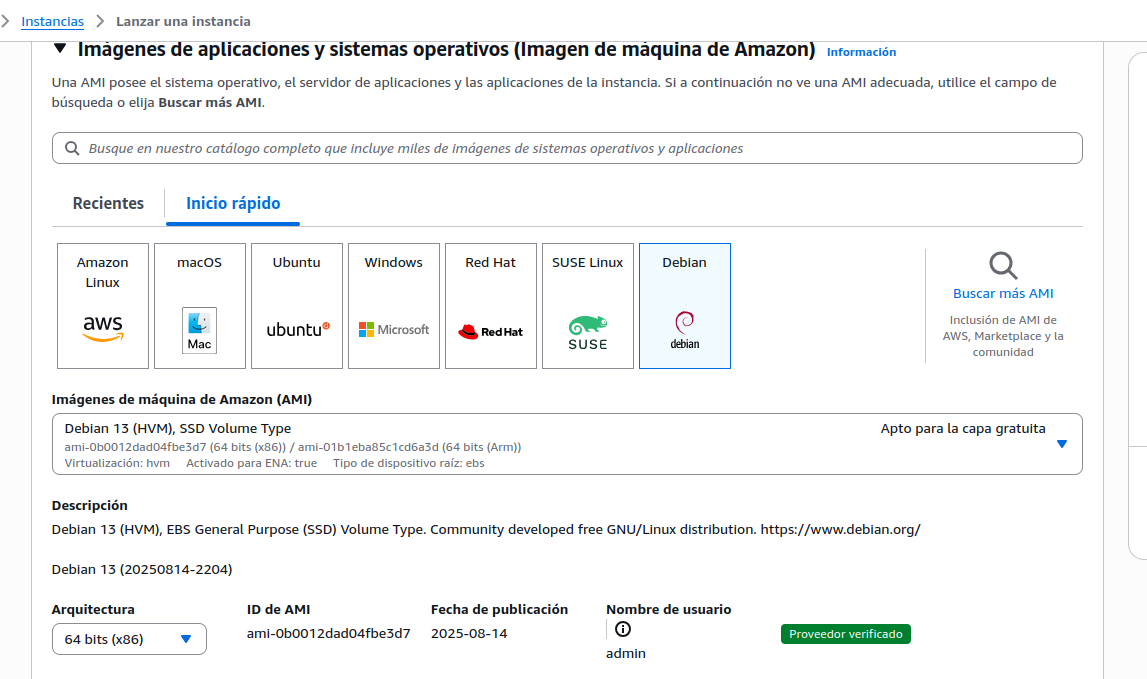 Instancias
Lanzar una instancia
Imágenes de aplicaciones y sistemas operativos (Imagen de máquina de Amazon) Información
Una AMI posee el sistema operativo, el servidor de aplicaciones y las aplicaciones de la instancia. Si a continuación no ve una AMI adecuada, utilice el campo de
búsqueda o elija Buscar más AMI.
Busque en nuestro catálogo completo que incluye miles de imágenes de sistemas operativos y aplicaciones
Recientes
Inicio rápido
Amazon
Linux
aws
macOS
Mac
Ubuntu
ubuntu
Windows
Microsoft
Red Hat
Red Hat
SUSE Linux
SUSE
Debian
debian
Buscar más AMI
Inclusión de AMI de
AWS, Marketplace y la
comunidad
Imágenes de máquina de Amazon (AMI)
Debian 13 (HVM), SSD Volume Type
Apto para la capa gratuita
ami-0b0012dad04fbe3d7 (64 bits (x86)) / ami-01b1eba85c1cd6a3d (64 bits (Arm))
Virtualización: hvm Activado para ENA: true Tipo de dispositivo raíz: ebs
Descripción
Debian 13 (HVM), EBS General Purpose (SSD) Volume Type. Community developed free GNU/Linux distribution. https://www.debian.org/
Debian 13 (20250814-2204)
Arquitectura
64 bits (x86)
ID de AMI
ami-0b0012dad04fbe3d7
Fecha de publicación
2025-08-14
Nombre de usuario
admin
Proveedor verificado